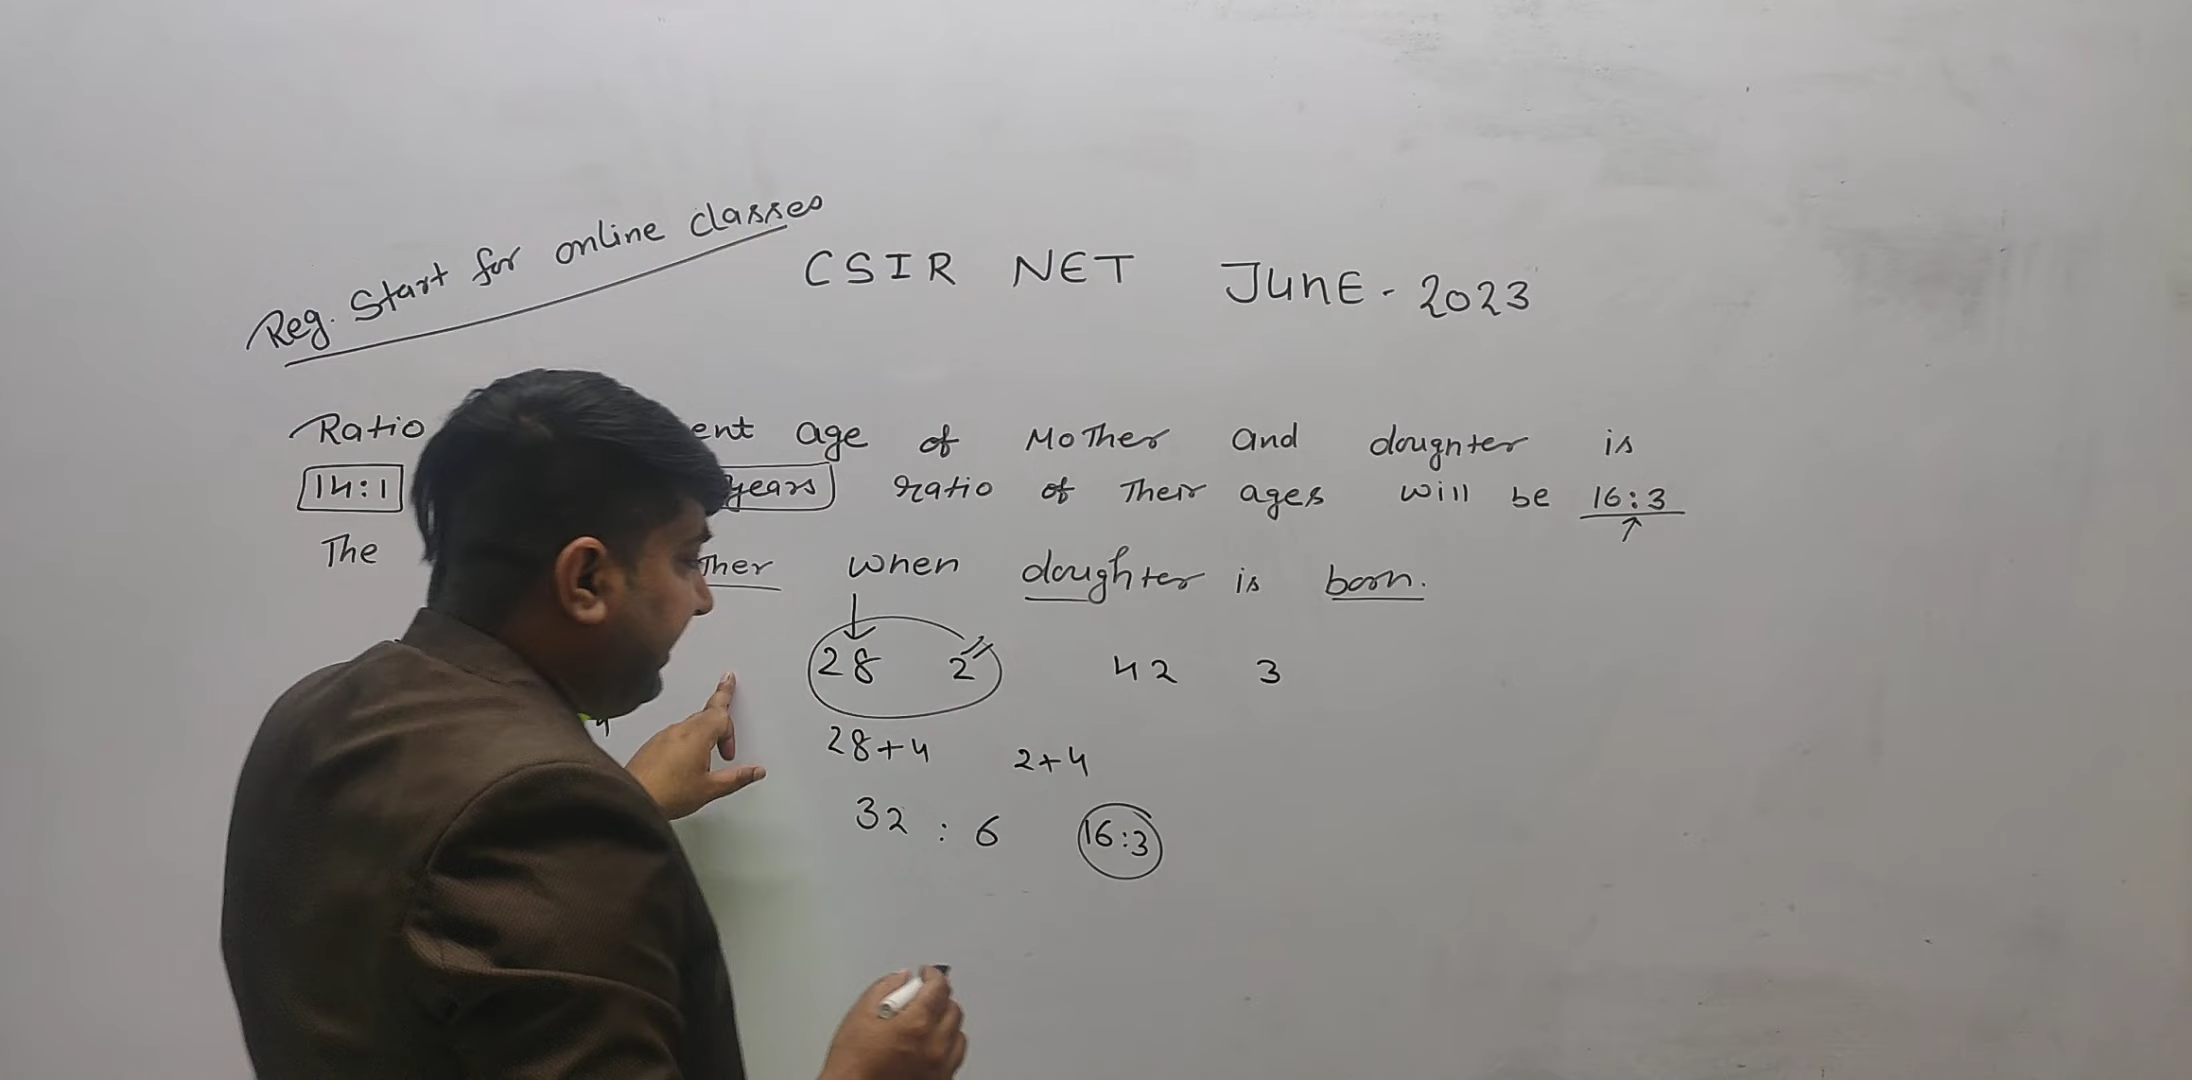 Reg. Start for online classes
CSIR NET JUNE - 2023
Ratio ent age of Mother and doughter is
14:1 years ratio of Their ages will be 16:3
The ther when doughter is born.
28 2 42 3
28+4 2+4
32 : 6 16:3